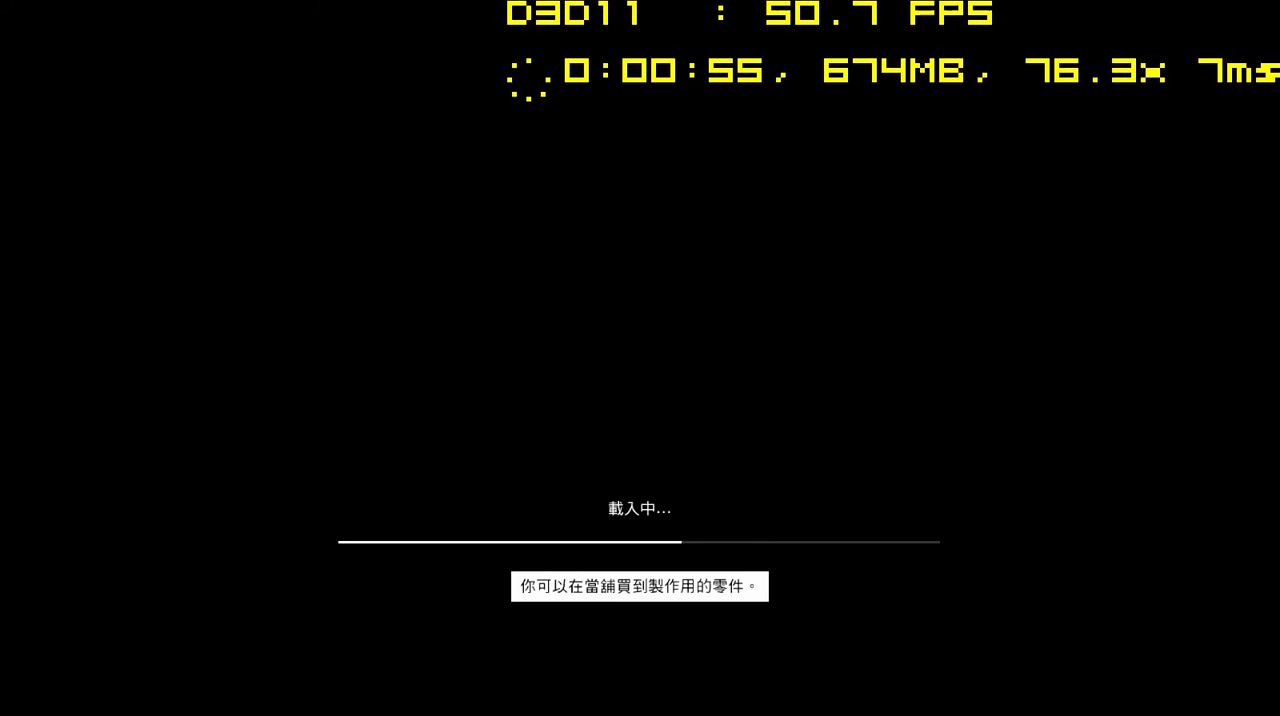 D3D11 : 50.7 FPS
0:00:55, 674MB, 76.3x 7ms
載入中...
你可以在當舖買到製作用的零件。